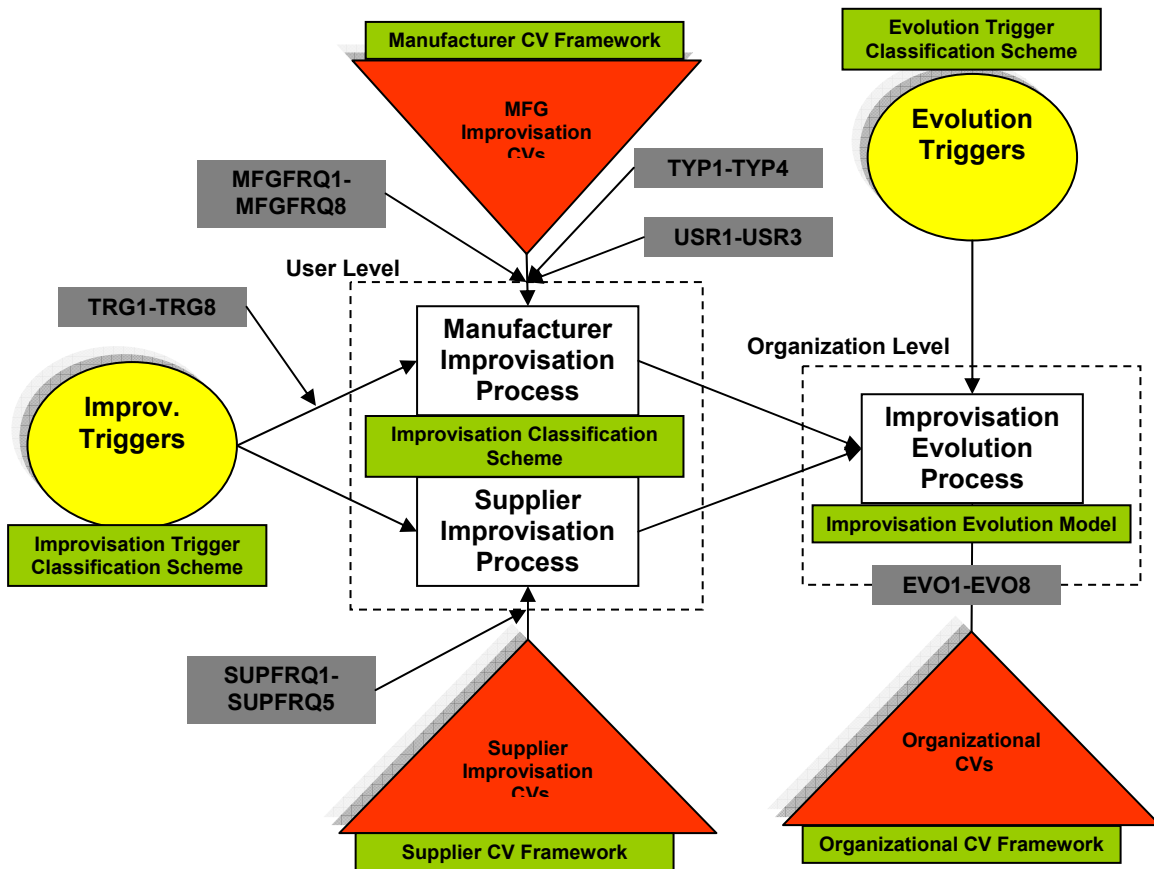 Manufacturer CV Framework
Evolution Trigger
Classification Scheme
MFG
Improvisation
CVs
Evolution
Triggers
MFGFRQ1-
MFGFRQ8
TYP1-TYP4
USR1-USR3
User Level
TRG1-TRG8
Manufacturer
Improvisation
Process
Organization Level
Improv.
Triggers
Improvisation Classification
Scheme
Improvisation
Evolution
Process
Supplier
Improvisation
Process
Improvisation Evolution Model
Improvisation Trigger
Classification Scheme
EVO1-EVO8
SUPFRQ1-
SUPFRQ5
Supplier
Improvisation
CVs
Organizational
CVs
Supplier CV Framework
Organizational CV Framework